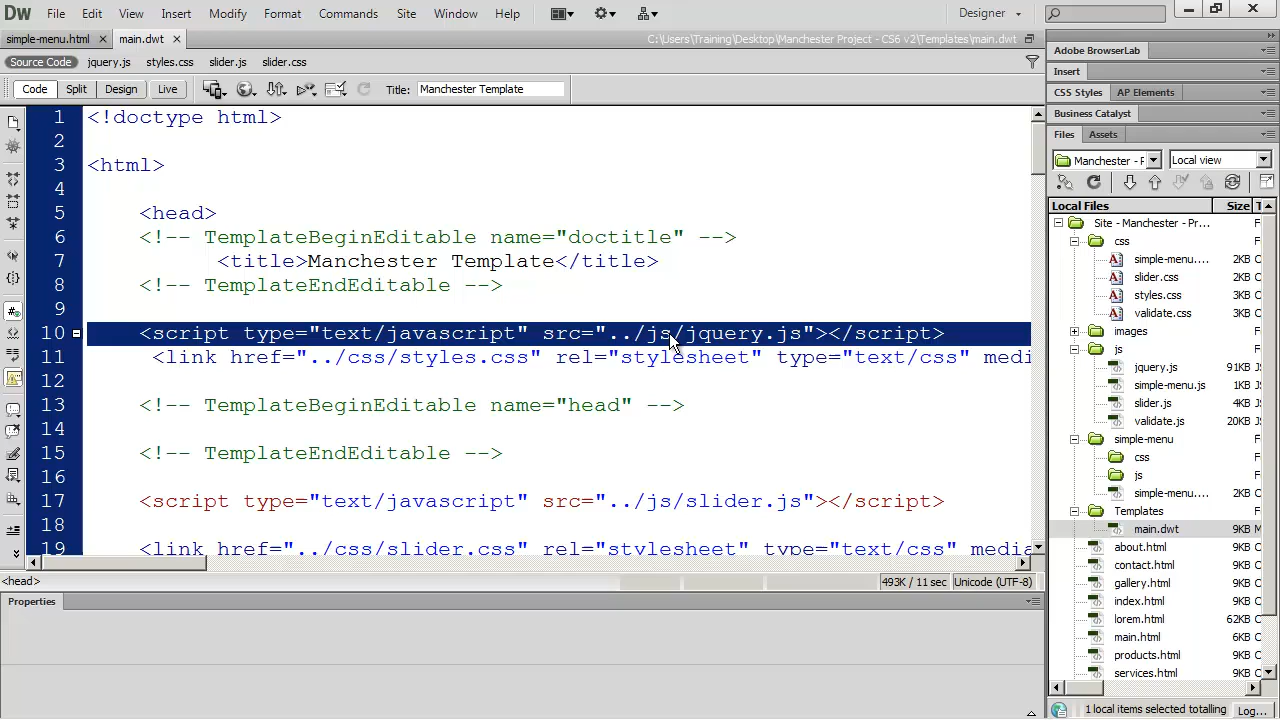 Dw File Edit View Insert Modify Format Commands Site Window Help Designer
simple-menu.html main.dwt C:\Users\Training\Desktop\Manchester Project - CS6 v2\Templates\main.dwt
Source Code jquery.js styles.css slider.js slider.css
Code Split Design Live Title: Manchester Template
1 <!doctype html>
2
3 <html>
4
5 <head>
6 <!-- TemplateBeginEditable name="doctitle" -->
7 <title>Manchester Template</title>
8 <!-- TemplateEndEditable -->
9
10 <script type="text/javascript" src="../js/jquery.js"></script>
11 <link href="../css/styles.css" rel="stylesheet" type="text/css" medi
12
13 <!-- TemplateBeginEditable name="head" -->
14
15 <!-- TemplateEndEditable -->
16
17 <script type="text/javascript" src="../js/slider.js"></script>
18
19 <link href="../css/slider.css" rel="stylesheet" type="text/css" media
<head> 493K / 11 sec Unicode (UTF-8)
Properties
Adobe BrowserLab
Insert
CSS Styles AP Elements
Business Catalyst
Files Assets
Manchester - F Local view
Local Files Size T
Site - Manchester - Pr... F
css F
simple-menu.... 2KB C
slider.css 2KB C
styles.css 2KB C
validate.css 3KB C
images F
js F
jquery.js 91KB JS
simple-menu.js 1KB JS
slider.js 4KB JS
validate.js 20KB JS
simple-menu F
css F
js F
simple-menu.... 2KB C
Templates F
main.dwt 9KB M
about.html 9KB C
contact.html 9KB C
gallery.html 9KB C
index.html 9KB C
lorem.html 62KB C
main.html 6KB C
products.html 9KB C
services.html 9KB C
1 local items selected totalling Log...